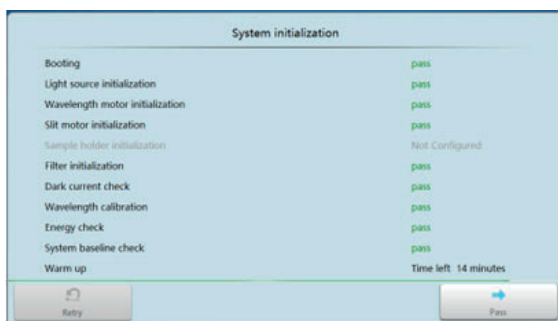 System initialization
Booting pass
Light source initialization pass
Wavelength motor initialization pass
Slit motor initialization pass
Sample holder initialization Not Configured
Filter initialization pass
Dark current check pass
Wavelength calibration pass
Energy check pass
System baseline check pass
Warm up Time left 14 minutes
Retry Pass